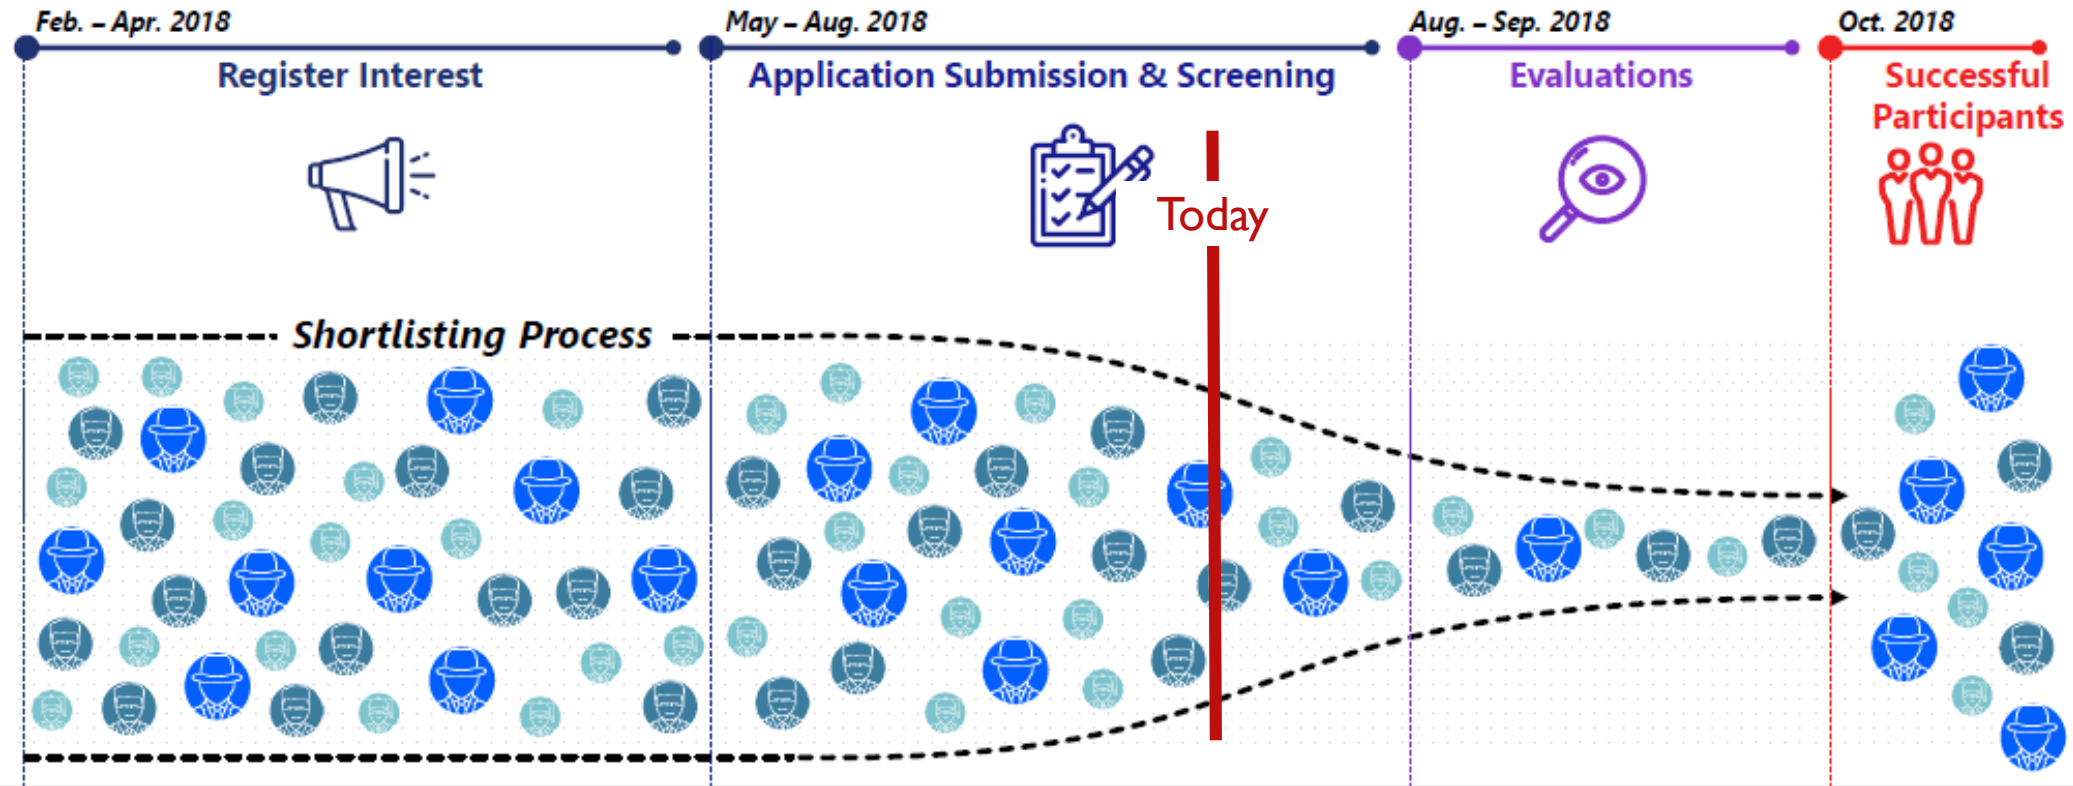 Feb. – Apr. 2018
May – Aug. 2018
Aug. – Sep. 2018
Oct. 2018
Register Interest
Application Submission & Screening
Evaluations
Successful
Participants
Today
Shortlisting Process